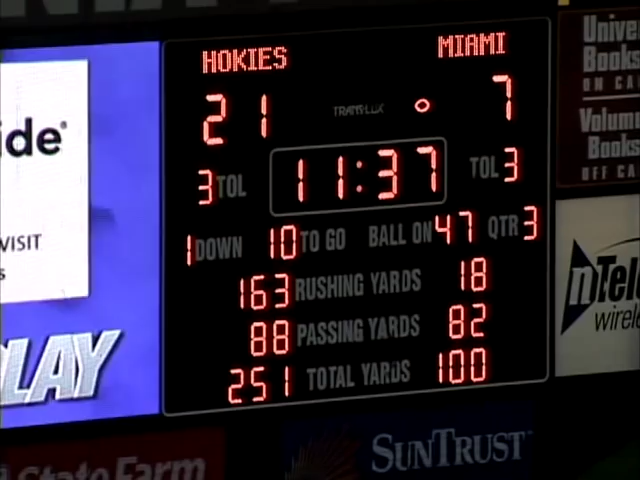 HOKIES MIAMI
21 TRANS-LUX 7
3 TOL 11:37 TOL 3
1 DOWN 10 TO GO BALL ON 47 QTR 3
163 RUSHING YARDS 18
88 PASSING YARDS 82
251 TOTAL YARDS 100
ide
VISIT
s
LAY
Unive
Books
ON CA
Volum
Books
OFF CA
nTele
wirele
State Farm
SUNTRUST